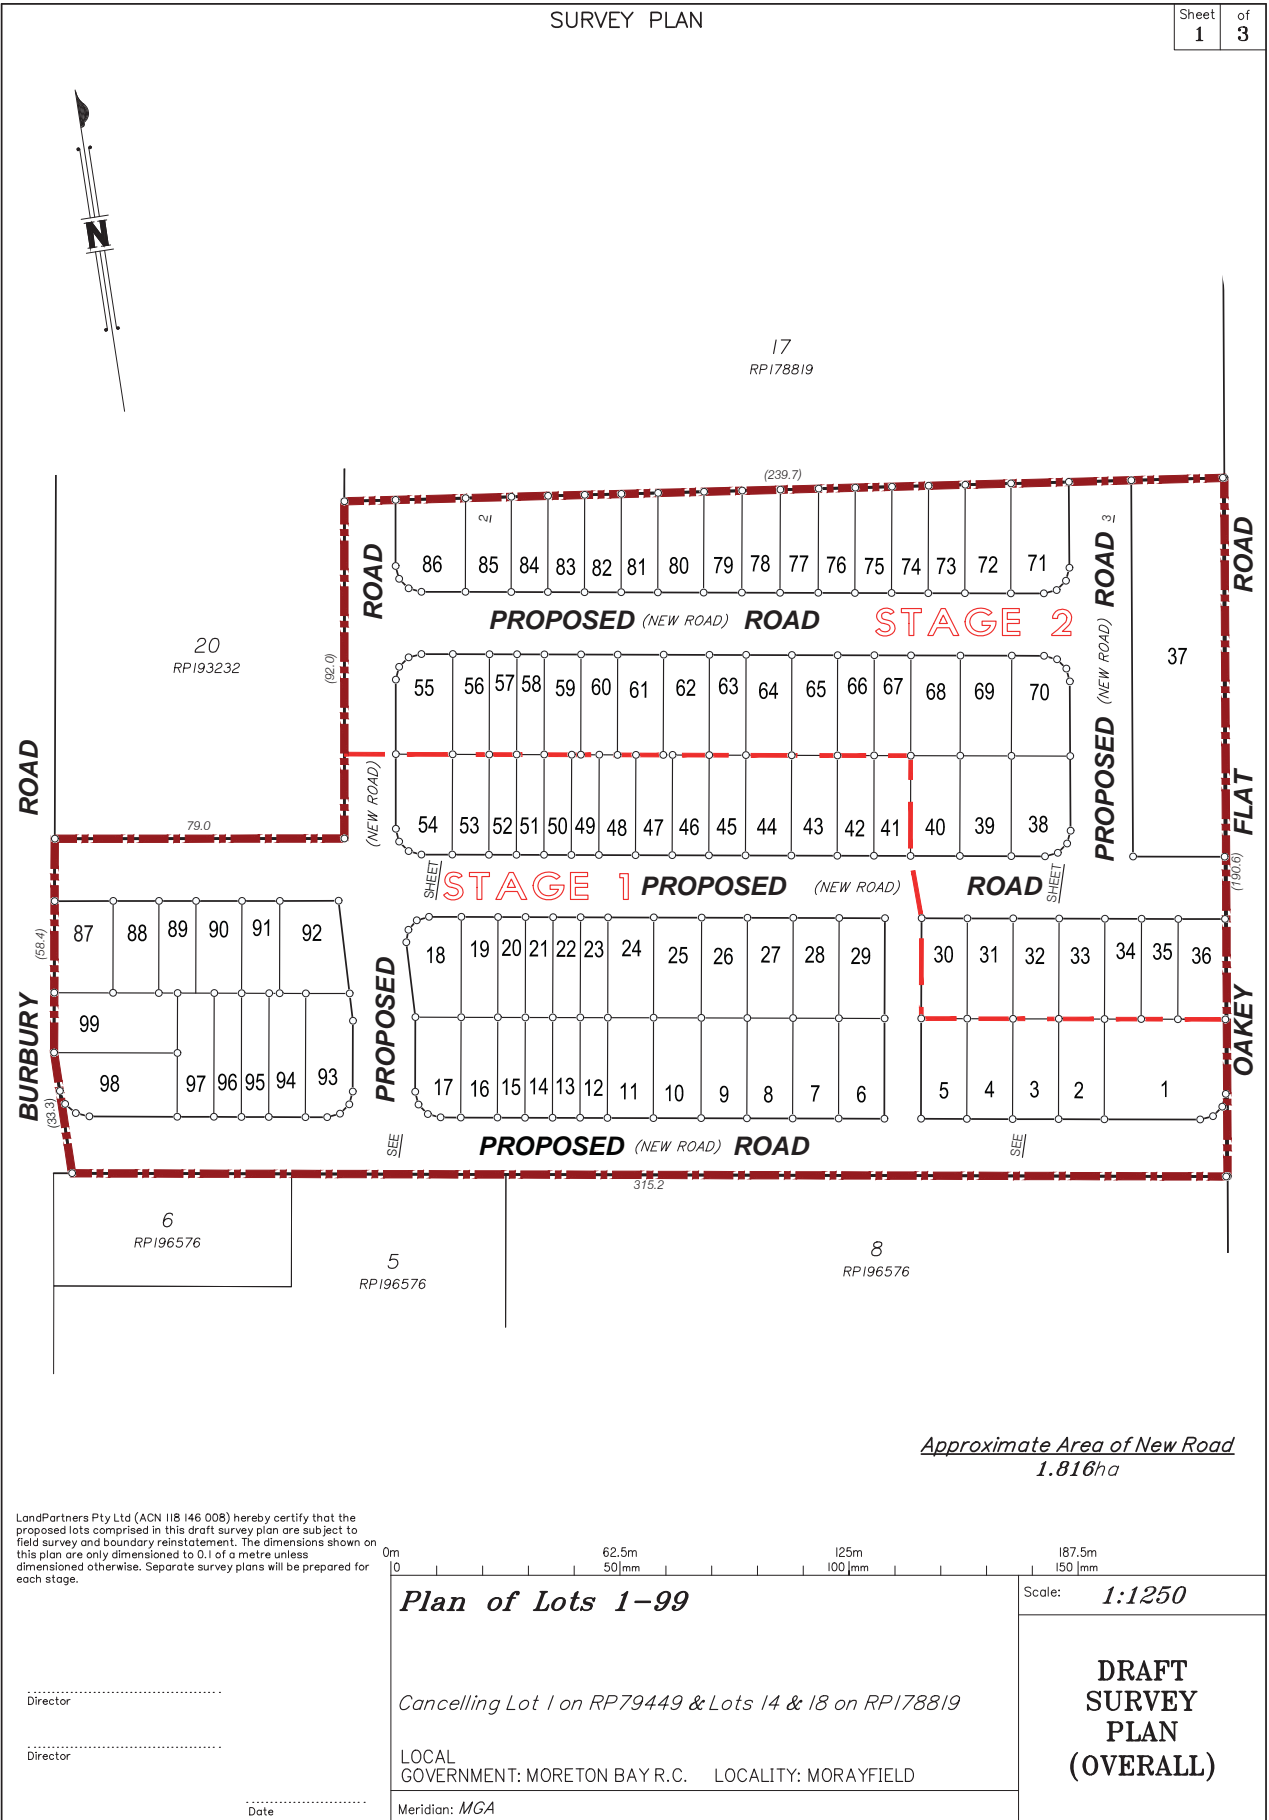 SURVEY PLAN
Sheet of
1 3
N
17
RP178819
(239.7)
2
3
ROAD
ROAD
ROAD
86 85 84 83 82 81 80 79 78 77 76 75 74 73 72 71
PROPOSED (NEW ROAD) ROAD
STAGE 2
20
RP193232
(92.0)
(NEW ROAD)
37
55 56 57 58 59 60 61 62 63 64 65 66 67 68 69 70
PROPOSED
ROAD
(NEW ROAD)
FLAT
79.0
54 53 52 51 50 49 48 47 46 45 44 43 42 41 40 39 38
SHEET
STAGE 1
PROPOSED (NEW ROAD) ROAD
SHEET
(190.6)
87 88 89 90 91 92
18 19 20 21 22 23 24 25 26 27 28 29
30 31 32 33 34 35 36
(58.4)
PROPOSED
BURBURY
OAKEY
99
98 97 96 95 94 93
17 16 15 14 13 12 11 10 9 8 7 6
5 4 3 2 1
(33.3)
SEE
PROPOSED (NEW ROAD) ROAD
SEE
315.2
6
RP196576
5
RP196576
8
RP196576
Approximate Area of New Road
1.816ha
LandPartners Pty Ltd (ACN 118 146 008) hereby certify that the
proposed lots comprised in this draft survey plan are subject to
field survey and boundary reinstatement. The dimensions shown on
this plan are only dimensioned to 0.1 of a metre unless
dimensioned otherwise. Separate survey plans will be prepared for
each stage.
0m 62.5m 125m 187.5m
0 50mm 100mm 150mm
Plan of Lots 1-99
Scale: 1:1250
Cancelling Lot 1 on RP79449 & Lots 14 & 18 on RP178819
DRAFT
SURVEY
PLAN
(OVERALL)
Director
Director
Date
LOCAL
GOVERNMENT: MORETON BAY R.C. LOCALITY: MORAYFIELD
Meridian: MGA